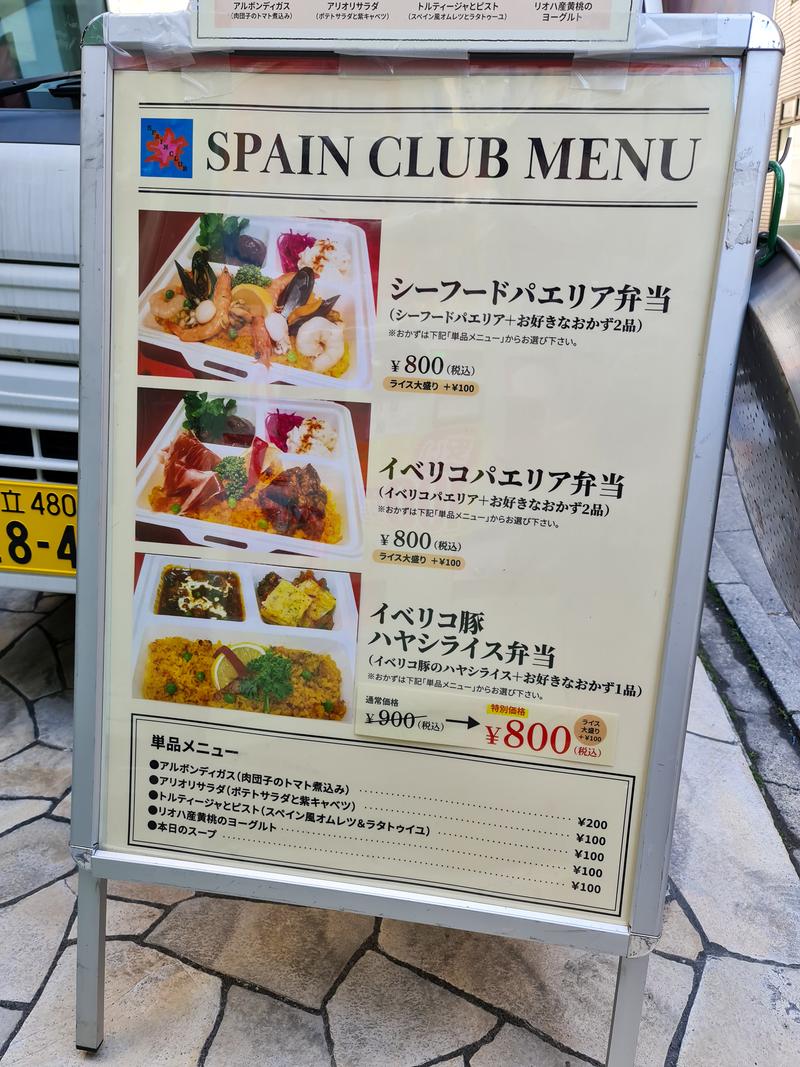 アルボンディガス
(肉団子のトマト煮込み)
アリオリサラダ
(ポテサラダと紫キャベツ)
トルティージャとピスト
(スペイン風オムレツとラタトゥーユ)
リオハ産黄桃の
ヨーグルト
SPAIN CLUB
SPAIN CLUB MENU
シーフードパエリア弁当
(シーフードパエリア+お好きなおかず2品)
※おかずは下記「単品メニュー」からお選び下さい。
¥800(税込)
ライス大盛り +¥100
イベリコパエリア弁当
(イベリコパエリア+お好きなおかず2品)
※おかずは下記「単品メニュー」からお選び下さい。
¥800(税込)
ライス大盛り +¥100
イベリコ豚
ハヤシライス弁当
(イベリコ豚のハヤシライス+お好きなおかず1品)
※おかずは下記「単品メニュー」からお選び下さい。
通常価格
¥900(税込)
特別価格
¥800(税込)
ライス
大盛り
+¥100
単品メニュー
●アルボンディガス(肉団子のトマト煮込み) ¥200
●アリオリサラダ(ポテトサラダと紫キャベツ) ¥100
●トルティージャとピスト(スペイン風オムレツ&ラタトゥイユ) ¥100
●リオハ産黄桃のヨーグルト ¥100
●本日のスープ ¥100
立 480
8-4